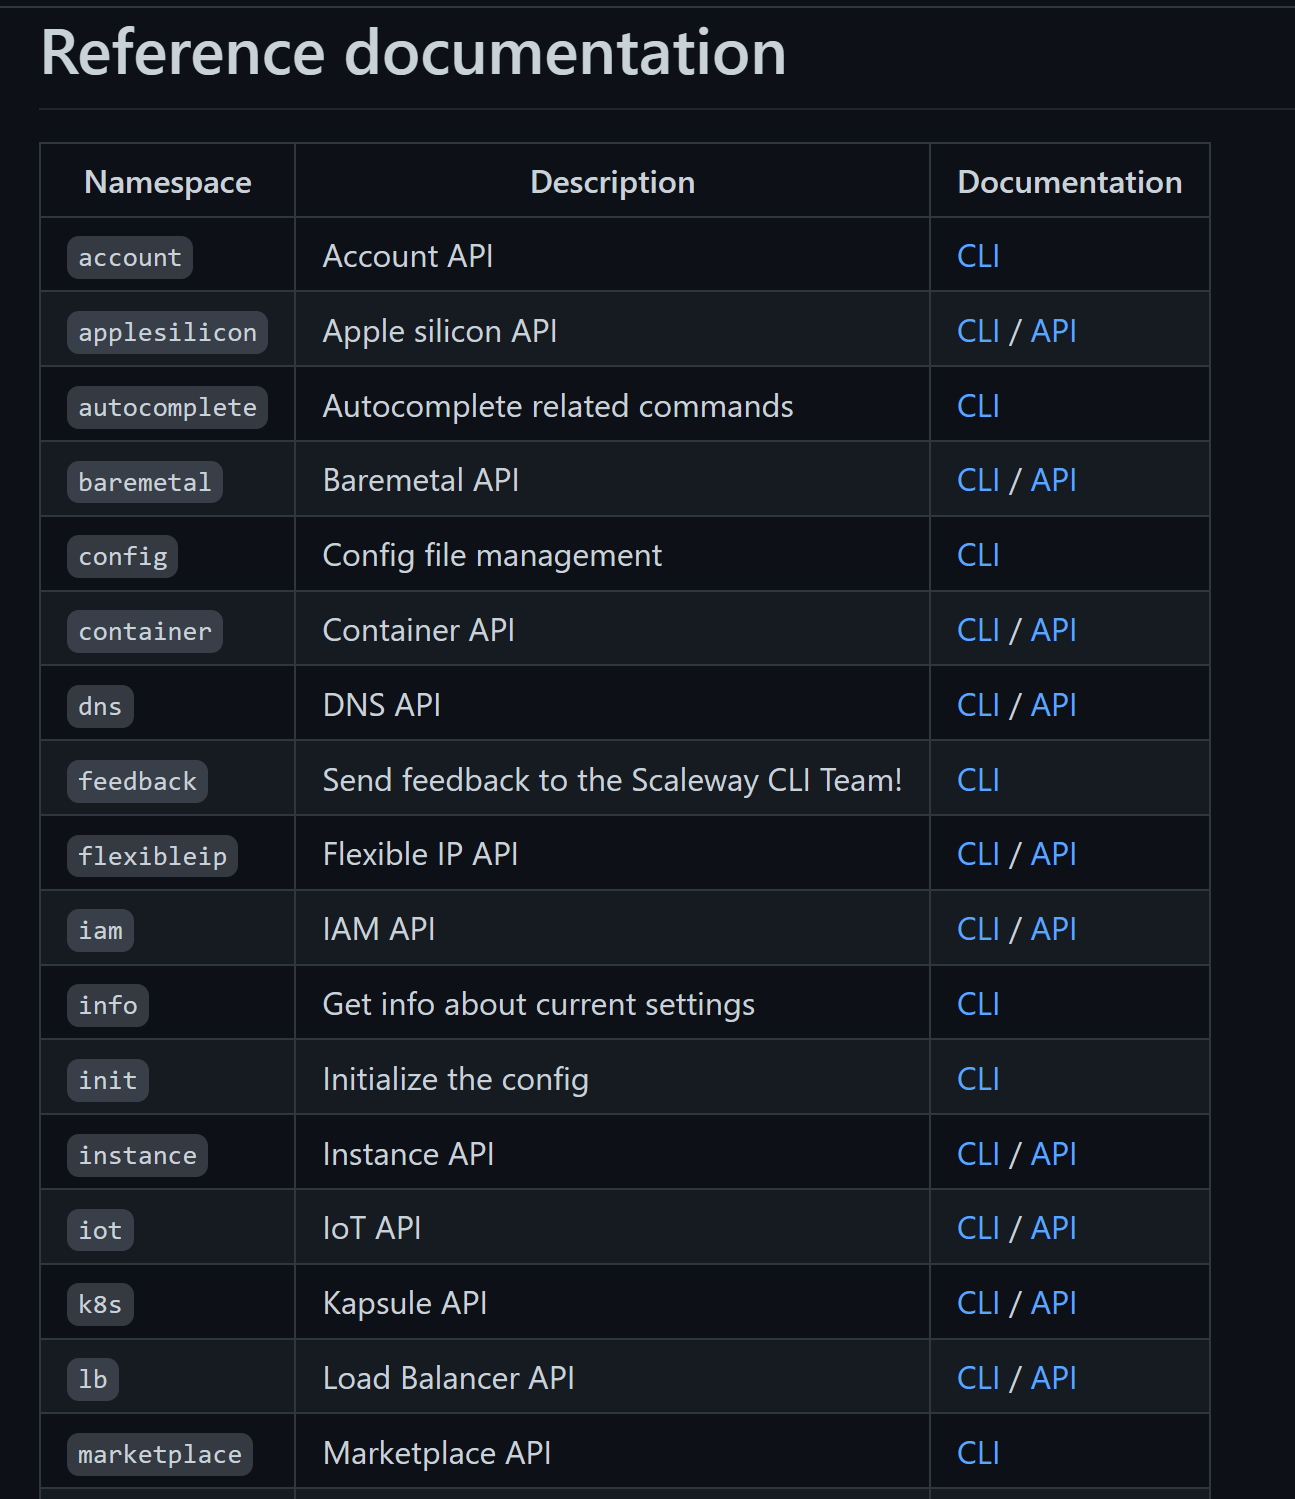 Reference documentation
Namespace Description Documentation
account Account API CLI
applesilicon Apple silicon API CLI / API
autocomplete Autocomplete related commands CLI
baremetal Baremetal API CLI / API
config Config file management CLI
container Container API CLI / API
dns DNS API CLI / API
feedback Send feedback to the Scaleway CLI Team! CLI
flexibleip Flexible IP API CLI / API
iam IAM API CLI / API
info Get info about current settings CLI
init Initialize the config CLI
instance Instance API CLI / API
iot IoT API CLI / API
k8s Kapsule API CLI / API
lb Load Balancer API CLI / API
marketplace Marketplace API CLI